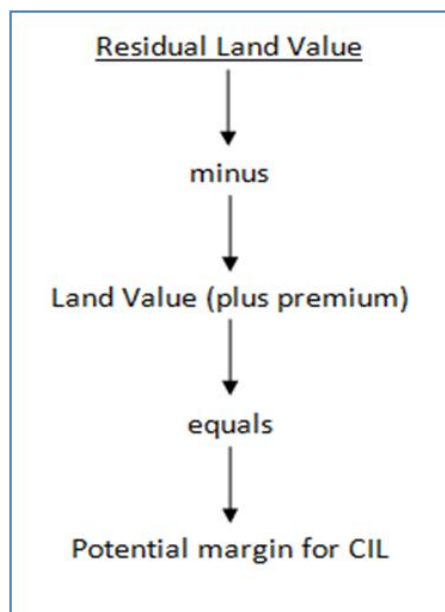 Residual Land Value
minus
Land Value (plus premium)
equals
Potential margin for CIL